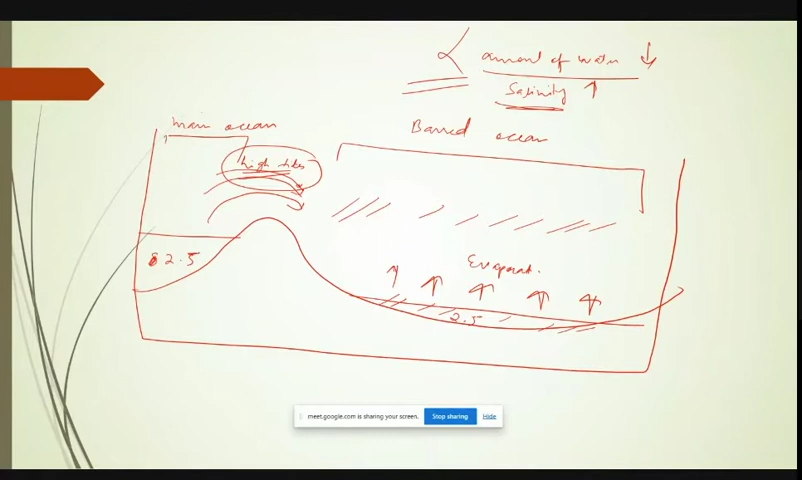 amount of water
Salinity
main ocean
Barred ocean
high tides
2.5
Evaporat.
2.5
meet.google.com is sharing your screen.
Stop sharing
Hide